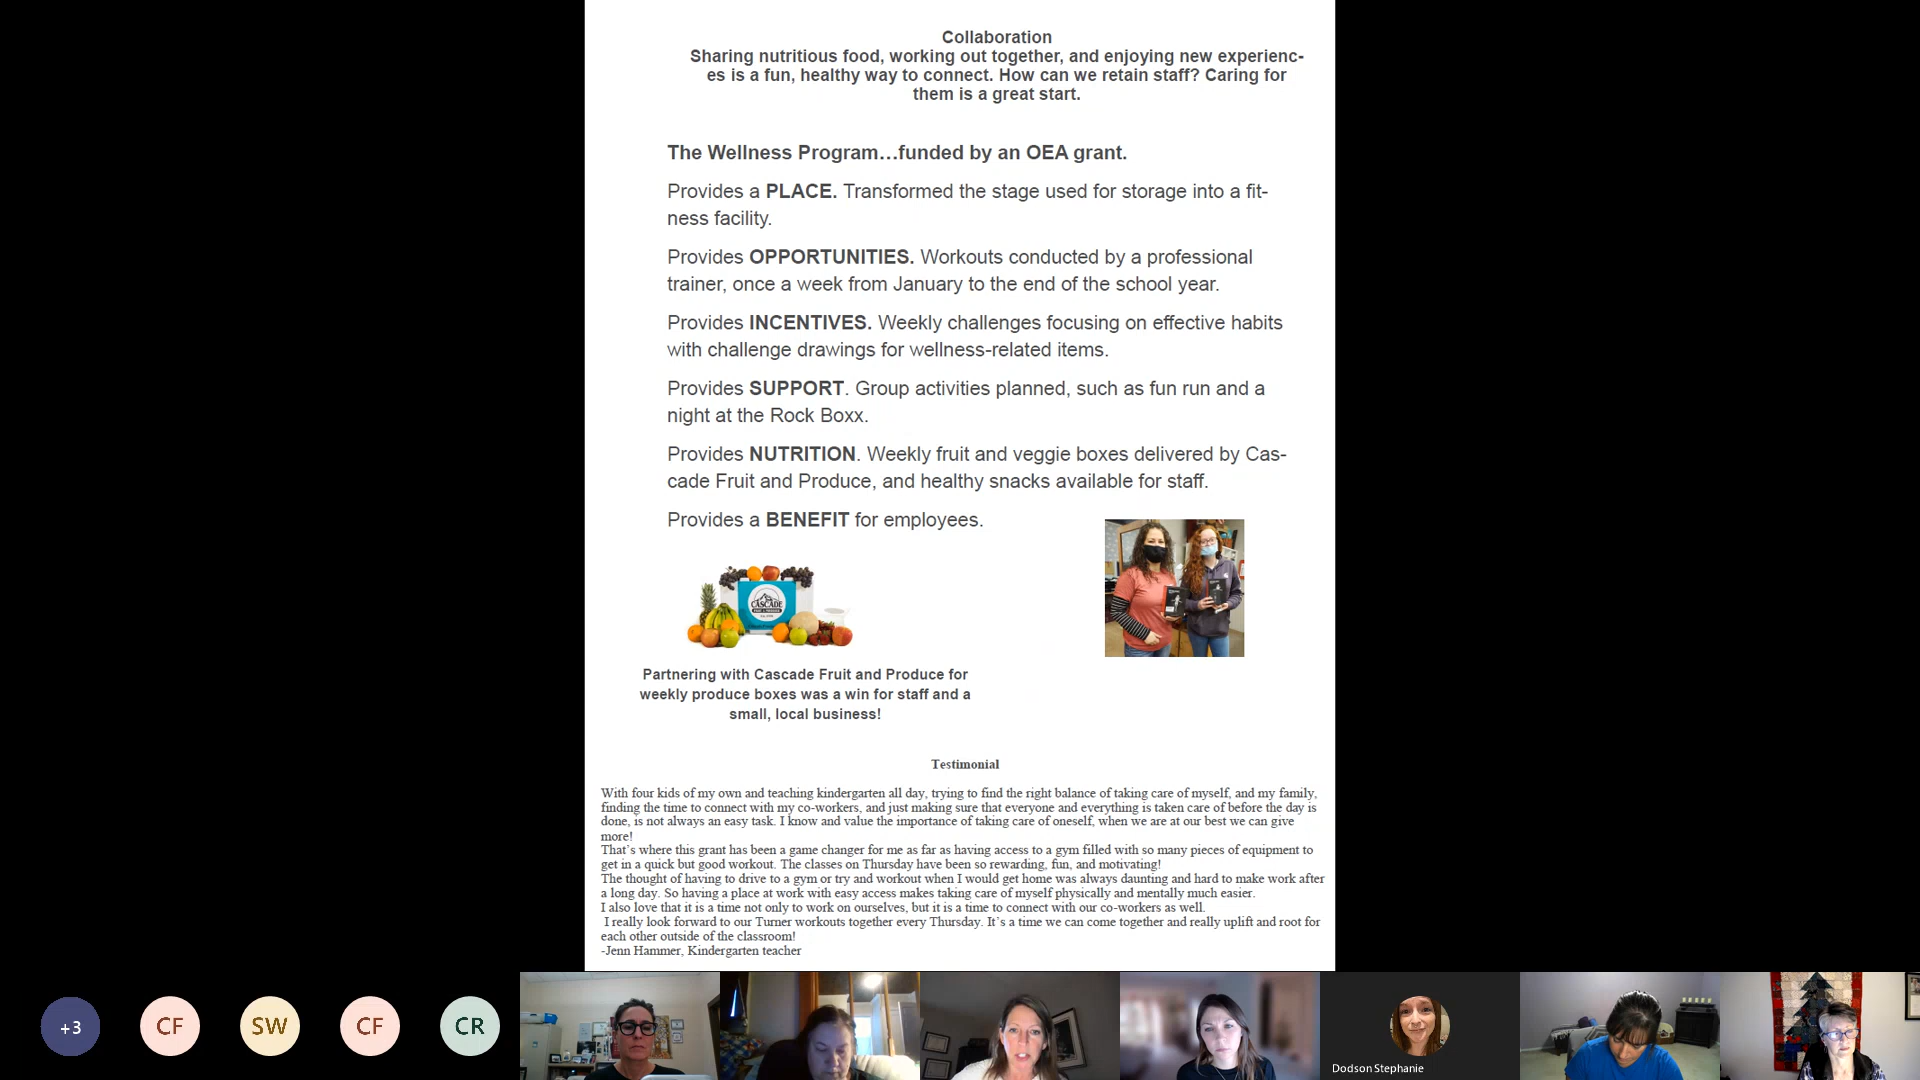 Collaboration
Sharing nutritious food, working out together, and enjoying new experienc-
es is a fun, healthy way to connect. How can we retain staff? Caring for
them is a great start.
The Wellness Program…funded by an OEA grant.
Provides a PLACE. Transformed the stage used for storage into a fit-
ness facility.
Provides OPPORTUNITIES. Workouts conducted by a professional
trainer, once a week from January to the end of the school year.
Provides INCENTIVES. Weekly challenges focusing on effective habits
with challenge drawings for wellness-related items.
Provides SUPPORT. Group activities planned, such as fun run and a
night at the Rock Boxx.
Provides NUTRITION. Weekly fruit and veggie boxes delivered by Cas-
cade Fruit and Produce, and healthy snacks available for staff.
Provides a BENEFIT for employees.
CASCADE
Partnering with Cascade Fruit and Produce for
weekly produce boxes was a win for staff and a
small, local business!
Testimonial
With four kids of my own and teaching kindergarten all day, trying to find the right balance of taking care of myself, and my family,
finding the time to connect with my co-workers, and just making sure that everyone and everything is taken care of before the day is
done, is not always an easy task. I know and value the importance of taking care of oneself, when we are at our best we can give
more!
That's where this grant has been a game changer for me as far as having access to a gym filled with so many pieces of equipment to
get in a quick but good workout. The classes on Thursday have been so rewarding, fun, and motivating!
The thought of having to drive to a gym or try and workout when I would get home was always daunting and hard to make work after
a long day. So having a place at work with easy access makes taking care of myself physically and mentally much easier.
I also love that it is a time not only to work on ourselves, but it is a time to connect with our co-workers as well.
I really look forward to our Turner workouts together every Thursday. It's a time we can come together and really uplift and root for
each other outside of the classroom!
-Jenn Hammer, Kindergarten teacher
+3
CF
SW
CF
CR
Dodson Stephanie